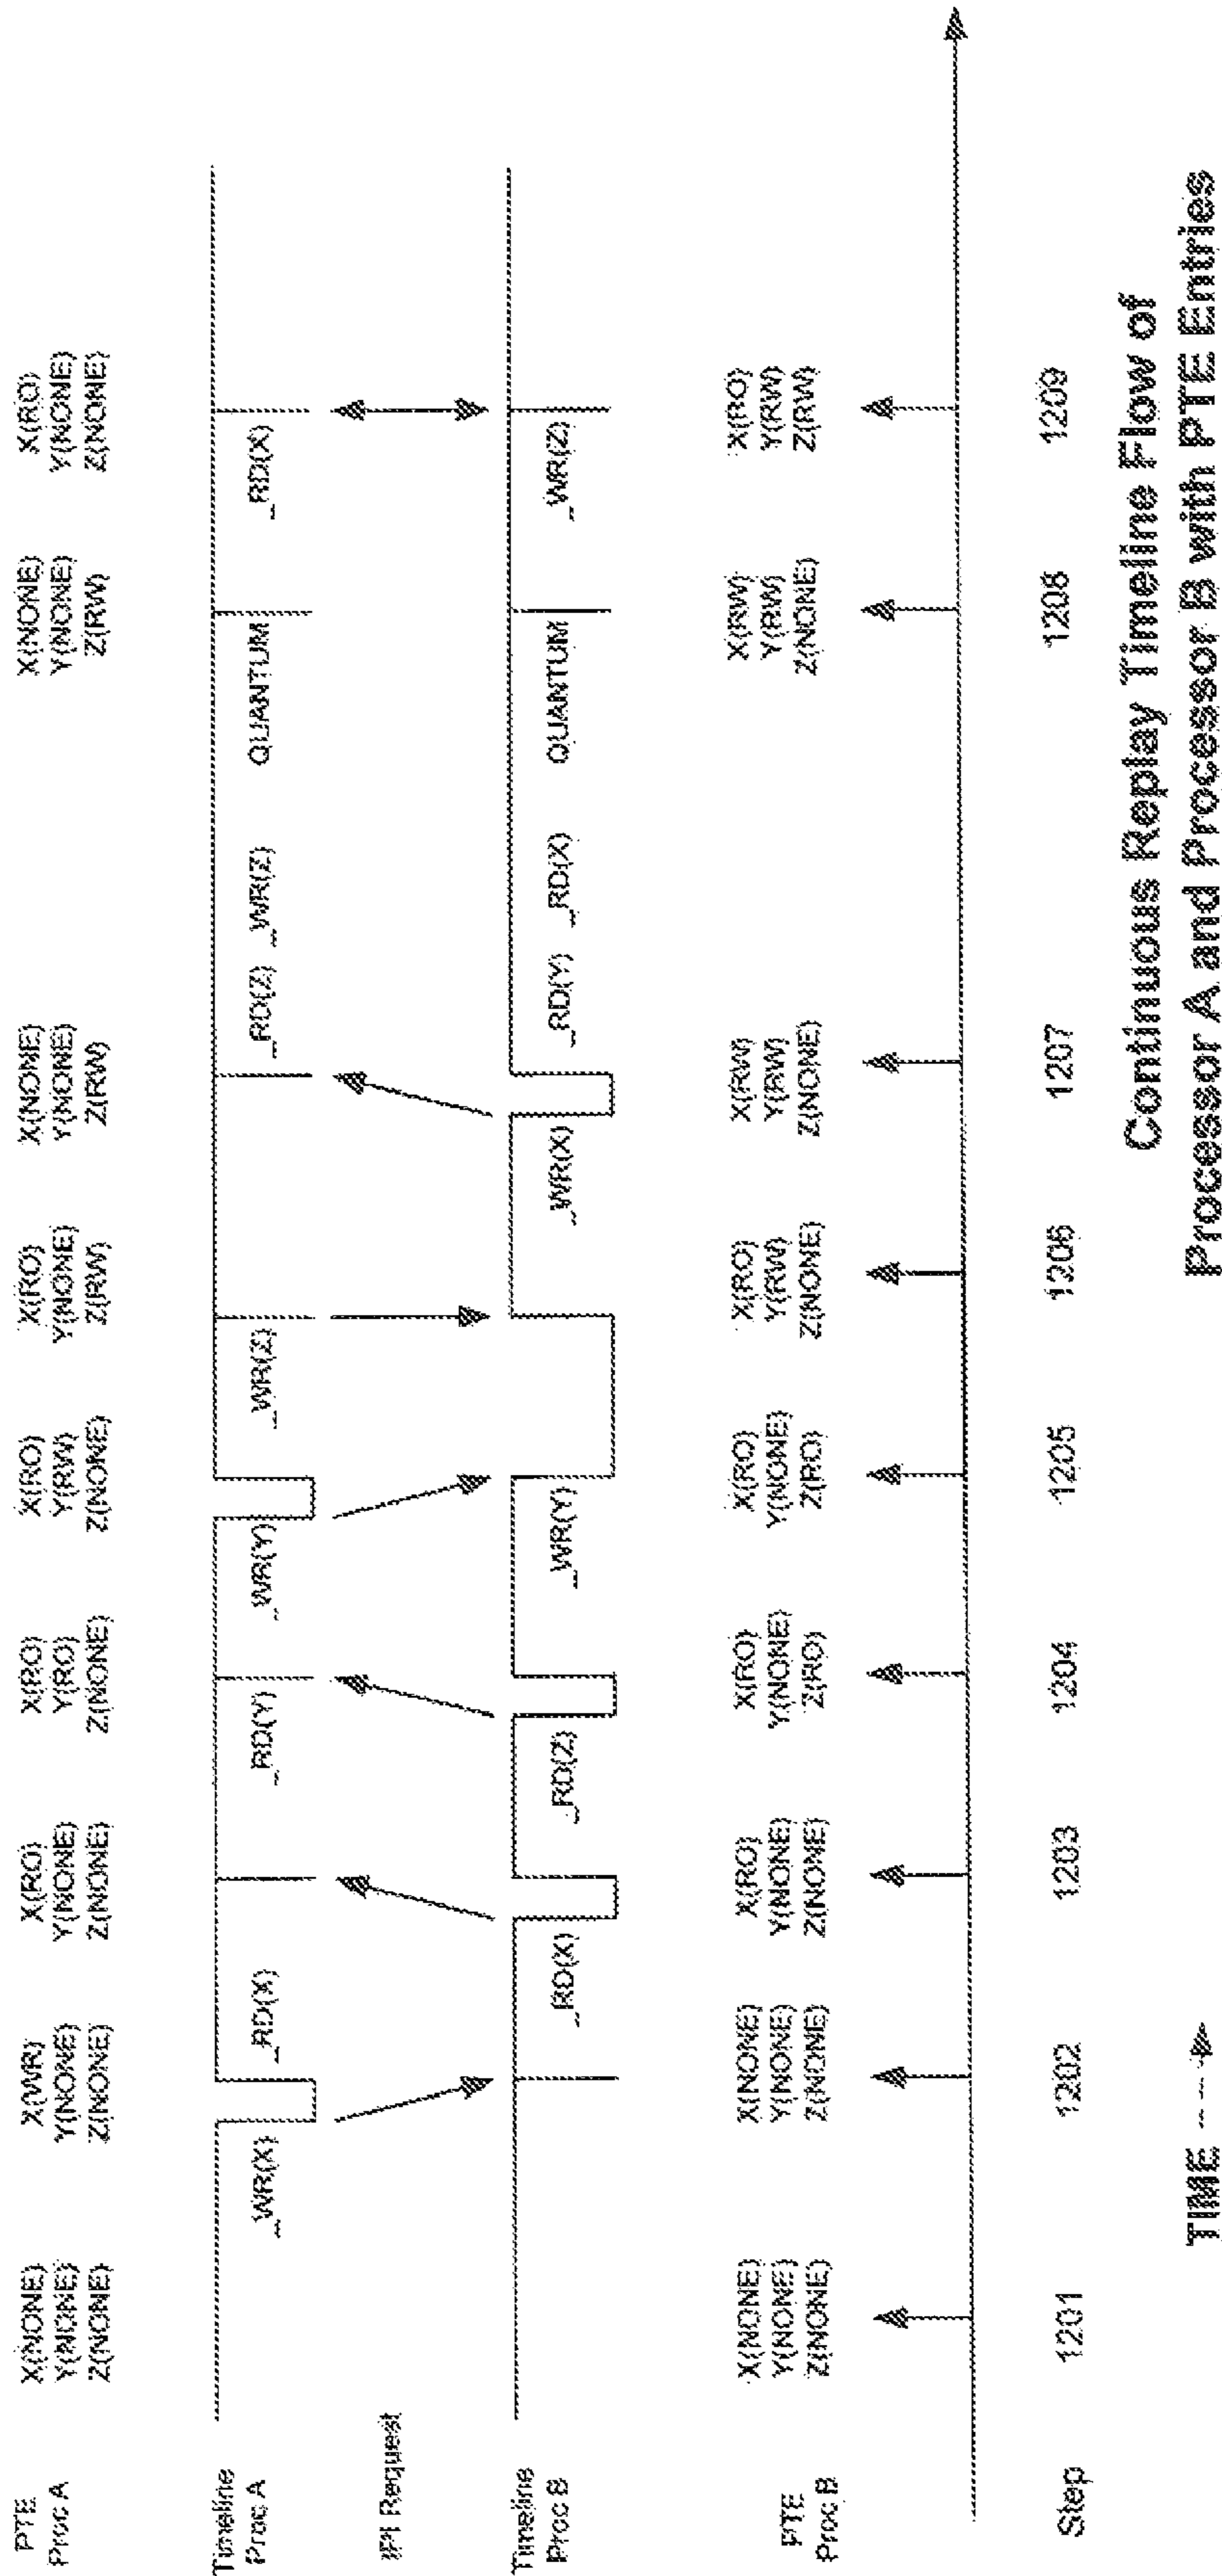 PTE
Proc A
X(NONE)
Y(NONE)
Z(NONE)
X(WR)
Y(NONE)
Z(NONE)
X(RO)
Y(NONE)
Z(NONE)
X(RO)
Y(RO)
Z(NONE)
X(RO)
Y(RW)
Z(NONE)
X(RO)
Y(NONE)
Z(RW)
X(NONE)
Y(NONE)
Z(RW)
X(NONE)
Y(NONE)
Z(RW)
X(RO)
Y(NONE)
Z(NONE)
Timeline
Proc A
_WR(X)
_RD(X)
_RD(Y)
_WR(Y)
_WR(Z)
_RD(Z)
_WR(Z)
QUANTUM
_RD(X)
IPI Request
Timeline
Proc B
_RD(X)
_RD(Z)
_WR(Y)
_WR(X)
_RD(Y)
_RD(X)
QUANTUM
_WR(Z)
PTE
Proc B
X(NONE)
Y(NONE)
Z(NONE)
X(NONE)
Y(NONE)
Z(NONE)
X(RO)
Y(NONE)
Z(NONE)
X(RO)
Y(NONE)
Z(RO)
X(RO)
Y(NONE)
Z(RO)
X(RO)
Y(RW)
Z(NONE)
X(RW)
Y(RW)
Z(NONE)
X(RW)
Y(RW)
Z(NONE)
X(RO)
Y(RW)
Z(RW)
Step
1201
1202
1203
1204
1205
1206
1207
1208
1209
TIME
Continuous Replay Timeline Flow of
Processor A and Processor B with PTE Entries